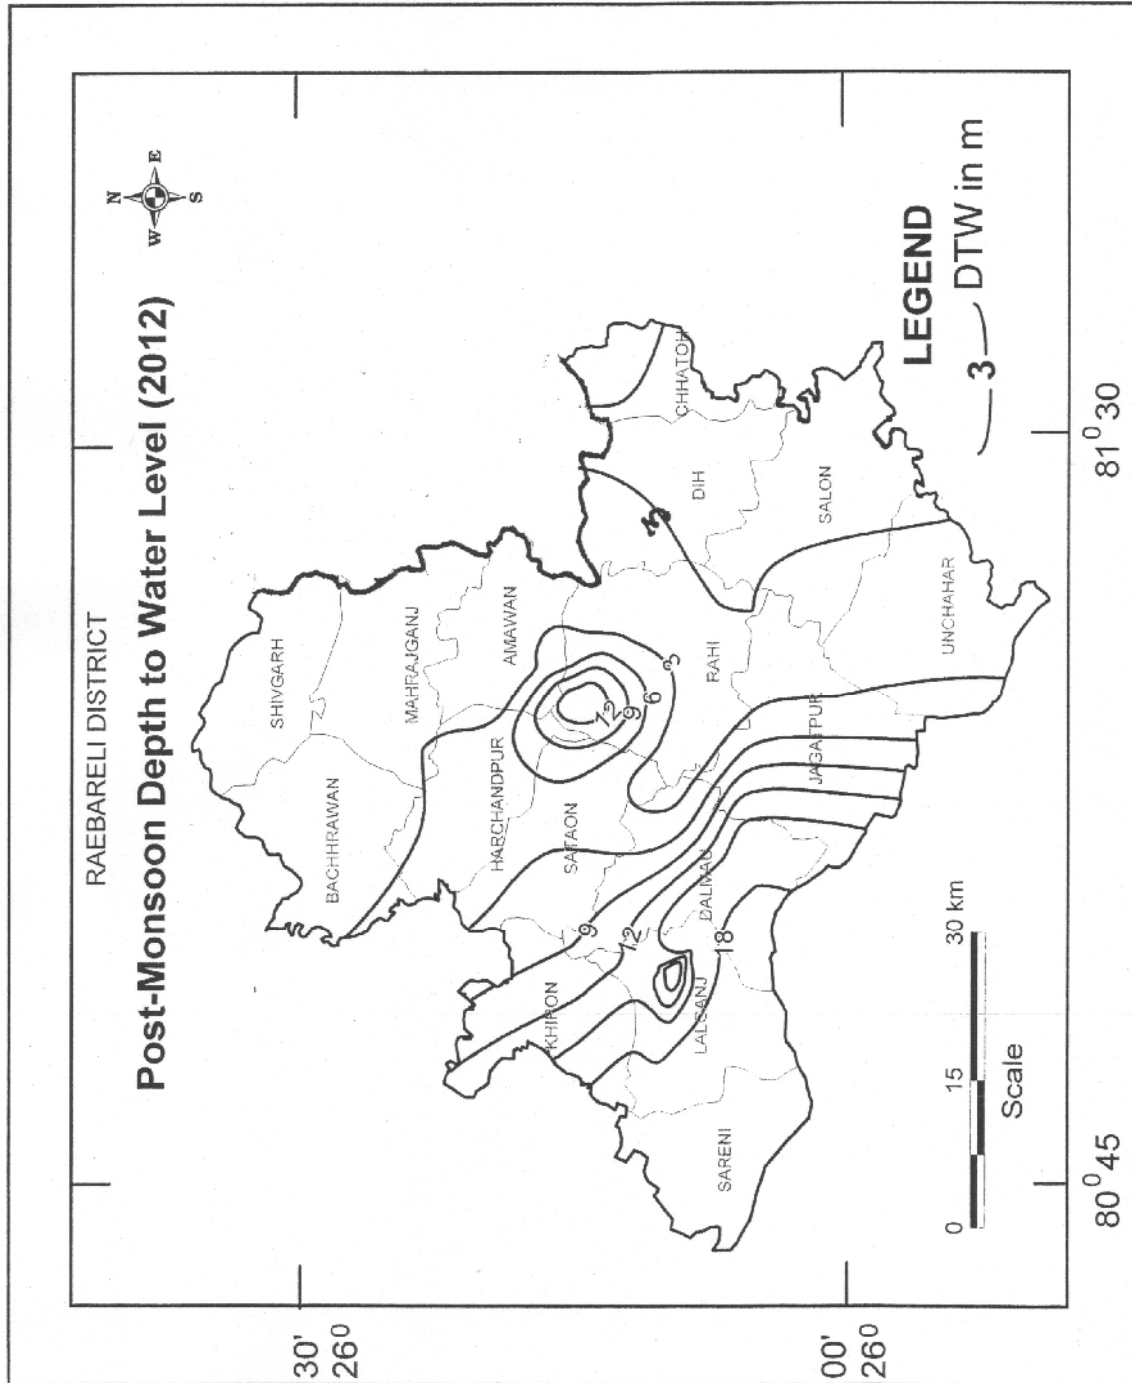 RAEBARELI DISTRICT
Post-Monsoon Depth to Water Level (2012)
N
W
E
S
SHIVGARH
BACHHRAWAN
MAHRAJGANJ
AMAWAN
HARCHANDPUR
SATAON
KHIRON
RAHI
DIH
CHHATOH
SALON
UNCHAHAR
JAGATPUR
DALMAU
LALGANJ
SARENI
3
3
6
9
12
9
12
18
LEGEND
3 DTW in m
0 15 30 km
Scale
30'
26⁰
00'
26⁰
80⁰45
81⁰30